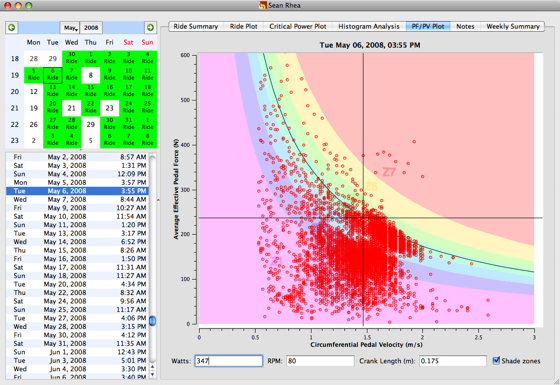 Sean Rhea
May 2008
Mon Tue Wed Thu Fri Sat Sun
18 28 29 30 Ride 1 Ride 2 Ride 3 Ride 4 Ride
19 5 Ride 6 Ride 7 Ride 8 9 Ride 10 Ride 11 Ride
20 12 13 Ride 14 Ride 15 Ride 16 Ride 17 Ride 18 Ride
21 19 20 Ride 21 22 Ride 23 24 Ride 25 Ride
22 26 27 Ride 28 Ride 29 30 Ride 31 Ride 1 Ride
23 2 3 Ride 4 Ride 5 6 Ride 7 Ride 8 Ride
Fri May 2, 2008 8:57 AM
Sat May 3, 2008 1:31 PM
Sun May 4, 2008 12:09 PM
Mon May 5, 2008 3:57 PM
Tue May 6, 2008 3:55 PM
Wed May 7, 2008 8:44 AM
Fri May 9, 2008 10:27 AM
Sat May 10, 2008 11:54 AM
Sun May 11, 2008 1:20 PM
Tue May 13, 2008 3:17 PM
Wed May 14, 2008 6:52 PM
Thu May 15, 2008 8:26 AM
Fri May 16, 2008 1:50 PM
Sat May 17, 2008 11:31 AM
Sun May 18, 2008 11:27 AM
Tue May 20, 2008 4:34 PM
Thu May 22, 2008 8:32 AM
Sat May 24, 2008 9:56 AM
Sun May 25, 2008 11:17 AM
Tue May 27, 2008 4:06 PM
Wed May 28, 2008 3:15 PM
Fri May 30, 2008 4:12 PM
Sat May 31, 2008 11:35 AM
Sun Jun 1, 2008 12:43 PM
Tue Jun 3, 2008 5:01 PM
Wed Jun 4, 2008 3:30 PM
Fri Jun 6, 2008 3:40 PM
Ride Summary Ride Plot Critical Power Plot Histogram Analysis PF/PV Plot Notes Weekly Summary
Tue May 06, 2008, 03:55 PM
Average Effective Pedal Force (N)
600
500
400
300
200
100
0
Z7
0 0.5 1 1.5 2 2.5 3
Circumferential Pedal Velocity (m/s)
Watts: 347 RPM: 80 Crank Length (m): 0.175 Shade zones